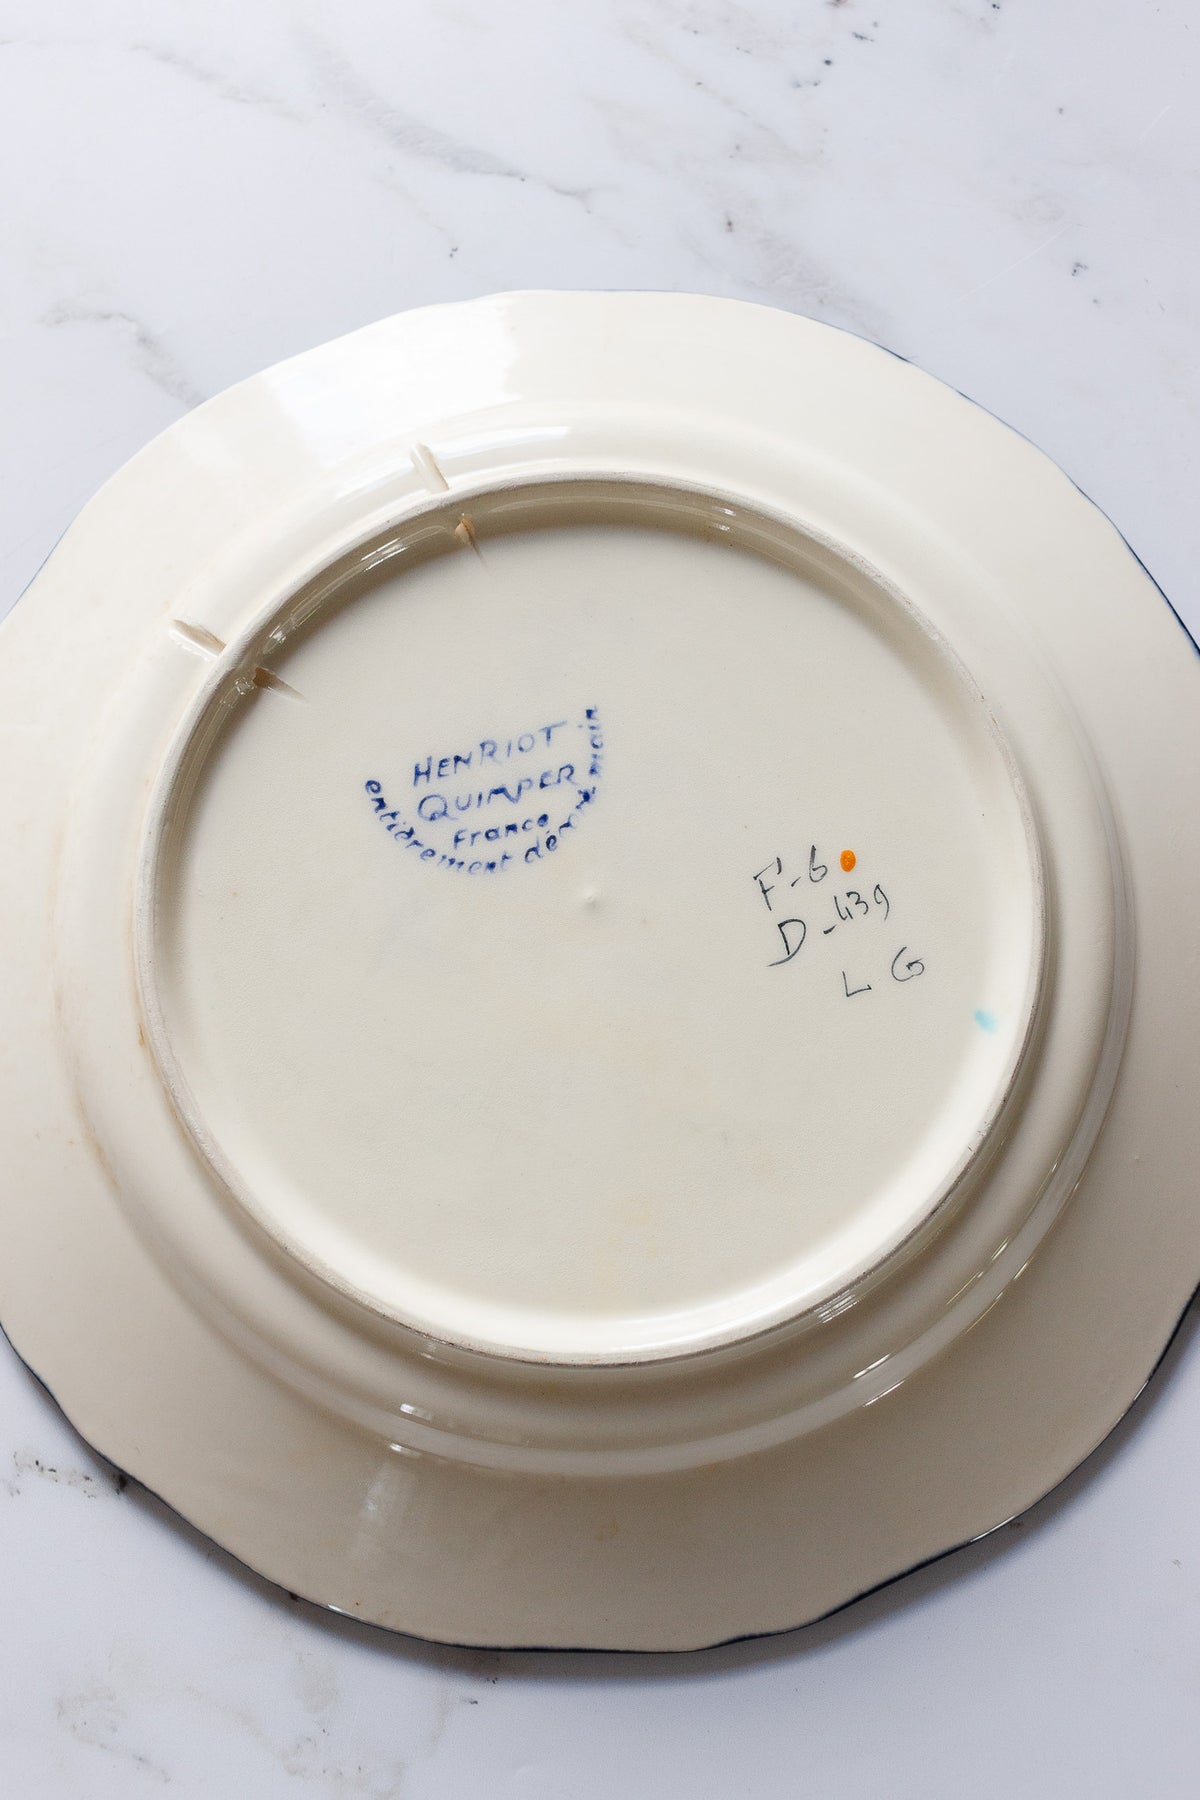 HENRIOT
QUIMPER
France
entièrement décoré main
F-6
D-439
L G